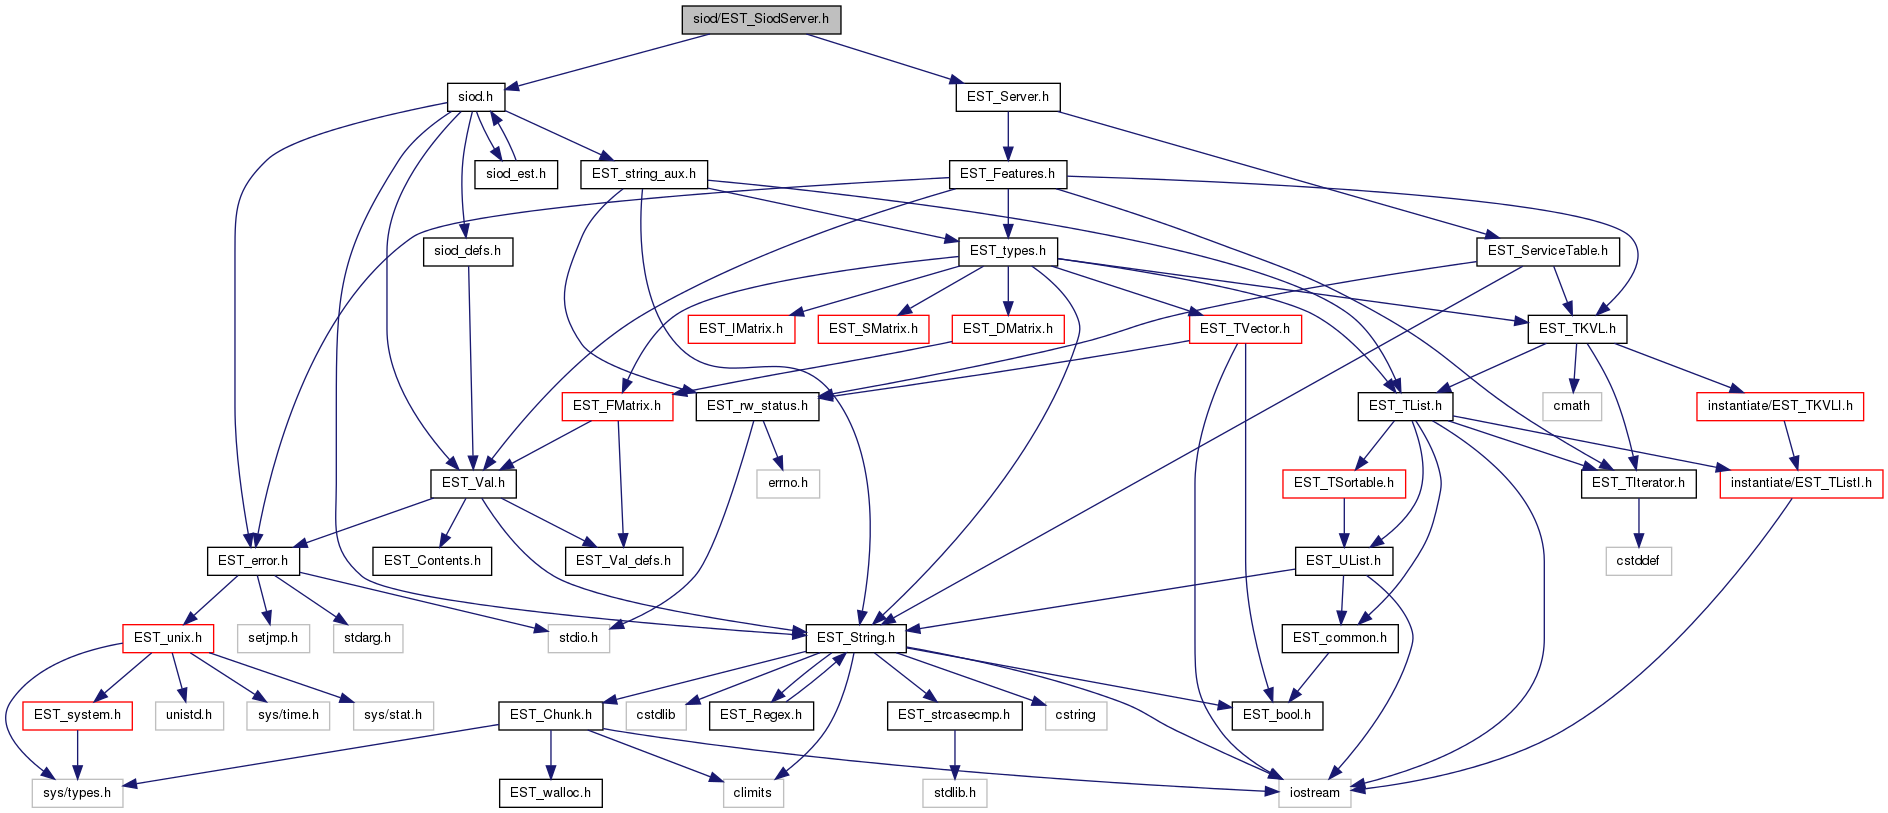 siod/EST_SiodServer.h
siod.h
EST_Server.h
siod_est.h
EST_string_aux.h
EST_Features.h
siod_defs.h
EST_types.h
EST_ServiceTable.h
EST_IMatrix.h
EST_SMatrix.h
EST_DMatrix.h
EST_TVector.h
EST_TKVL.h
EST_FMatrix.h
EST_rw_status.h
EST_TList.h
cmath
instantiate/EST_TKVLI.h
EST_Val.h
errno.h
EST_TSortable.h
EST_TIterator.h
instantiate/EST_TListI.h
EST_error.h
EST_Contents.h
EST_Val_defs.h
EST_UList.h
cstddef
EST_unix.h
setjmp.h
stdarg.h
stdio.h
EST_String.h
EST_common.h
EST_system.h
unistd.h
sys/time.h
sys/stat.h
EST_Chunk.h
cstdlib
EST_Regex.h
EST_strcasecmp.h
cstring
EST_bool.h
sys/types.h
EST_walloc.h
climits
stdlib.h
iostream